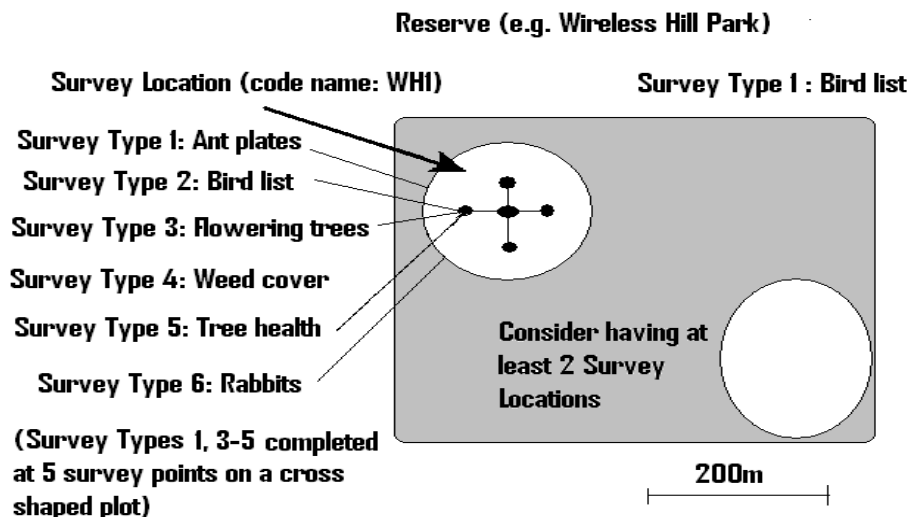 Reserve (e.g. Wireless Hill Park)
Survey Location (code name: WH1)
Survey Type 1 : Bird list
Survey Type 1: Ant plates
Survey Type 2: Bird list
Survey Type 3: Flowering trees
Survey Type 4: Weed cover
Survey Type 5: Tree health
Survey Type 6: Rabbits
(Survey Types 1, 3-5 completed
at 5 survey points on a cross
shaped plot)
Consider having at
least 2 Survey
Locations
200m